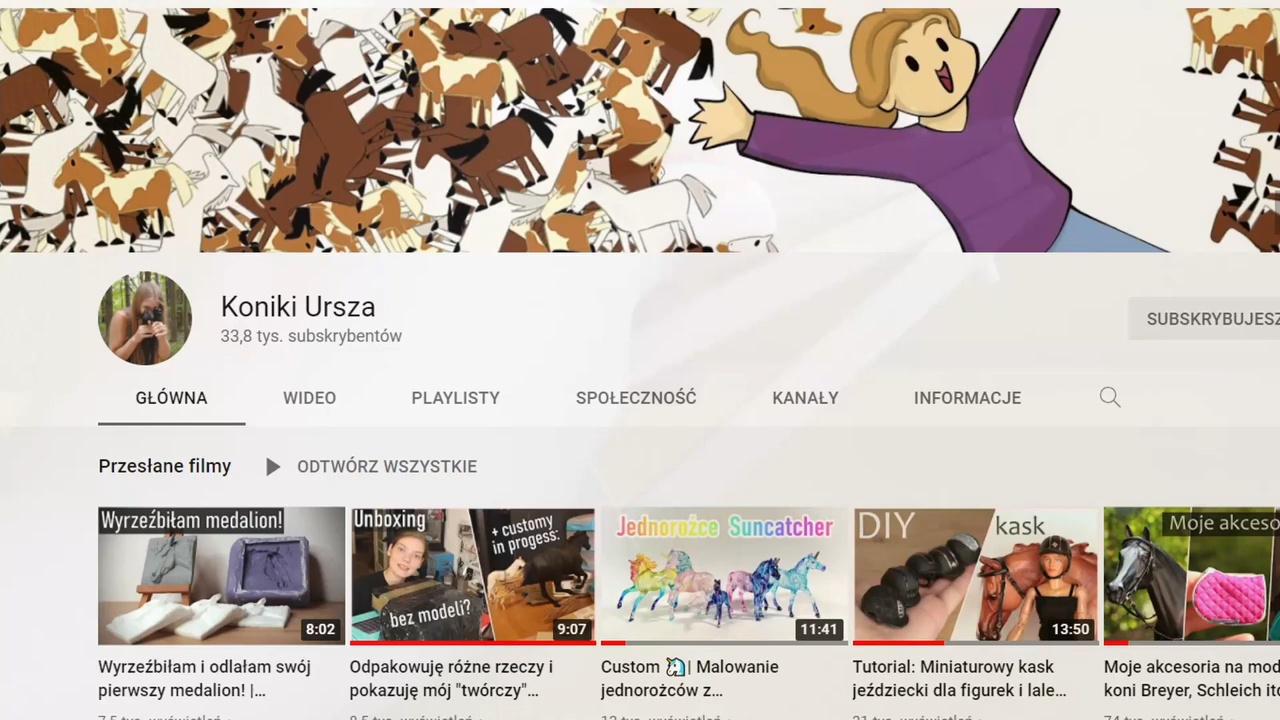 Koniki Ursza
33,8 tys. subskrybentów
SUBSKRYBUJESZ
GŁÓWNA WIDEO PLAYLISTY SPOŁECZNOŚĆ KANAŁY INFORMACJE
Przesłane filmy ODTWÓRZ WSZYSTKIE
Wyrzeźbiłam medalion!
8:02
Unboxing
+ customy
in progess:
bez modeli?
9:07
Jednorożce Suncatcher
11:41
DIY
kask
13:50
Moje akceso
Wyrzeźbiłam i odlałam swój
pierwszy medalion! |...
Odpakowuję różne rzeczy i
pokazuję mój "twórczy"...
Custom 🦄| Malowanie
jednorożców z...
Tutorial: Miniaturowy kask
jeździecki dla figurek i lale...
Moje akcesoria na mod
koni Breyer, Schleich itc